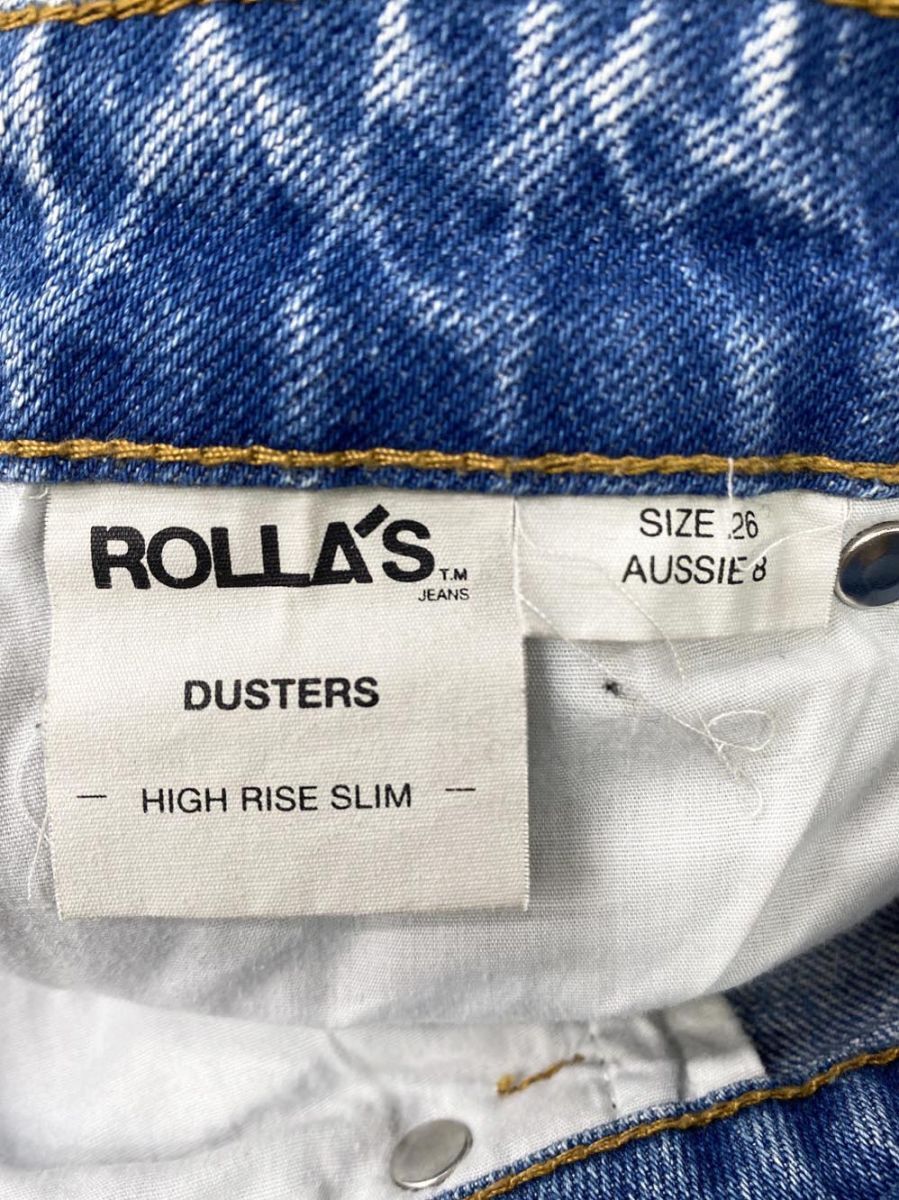 ROLLA'S T.M
JEANS
DUSTERS
- HIGH RISE SLIM -
SIZE 26
AUSSIE 8